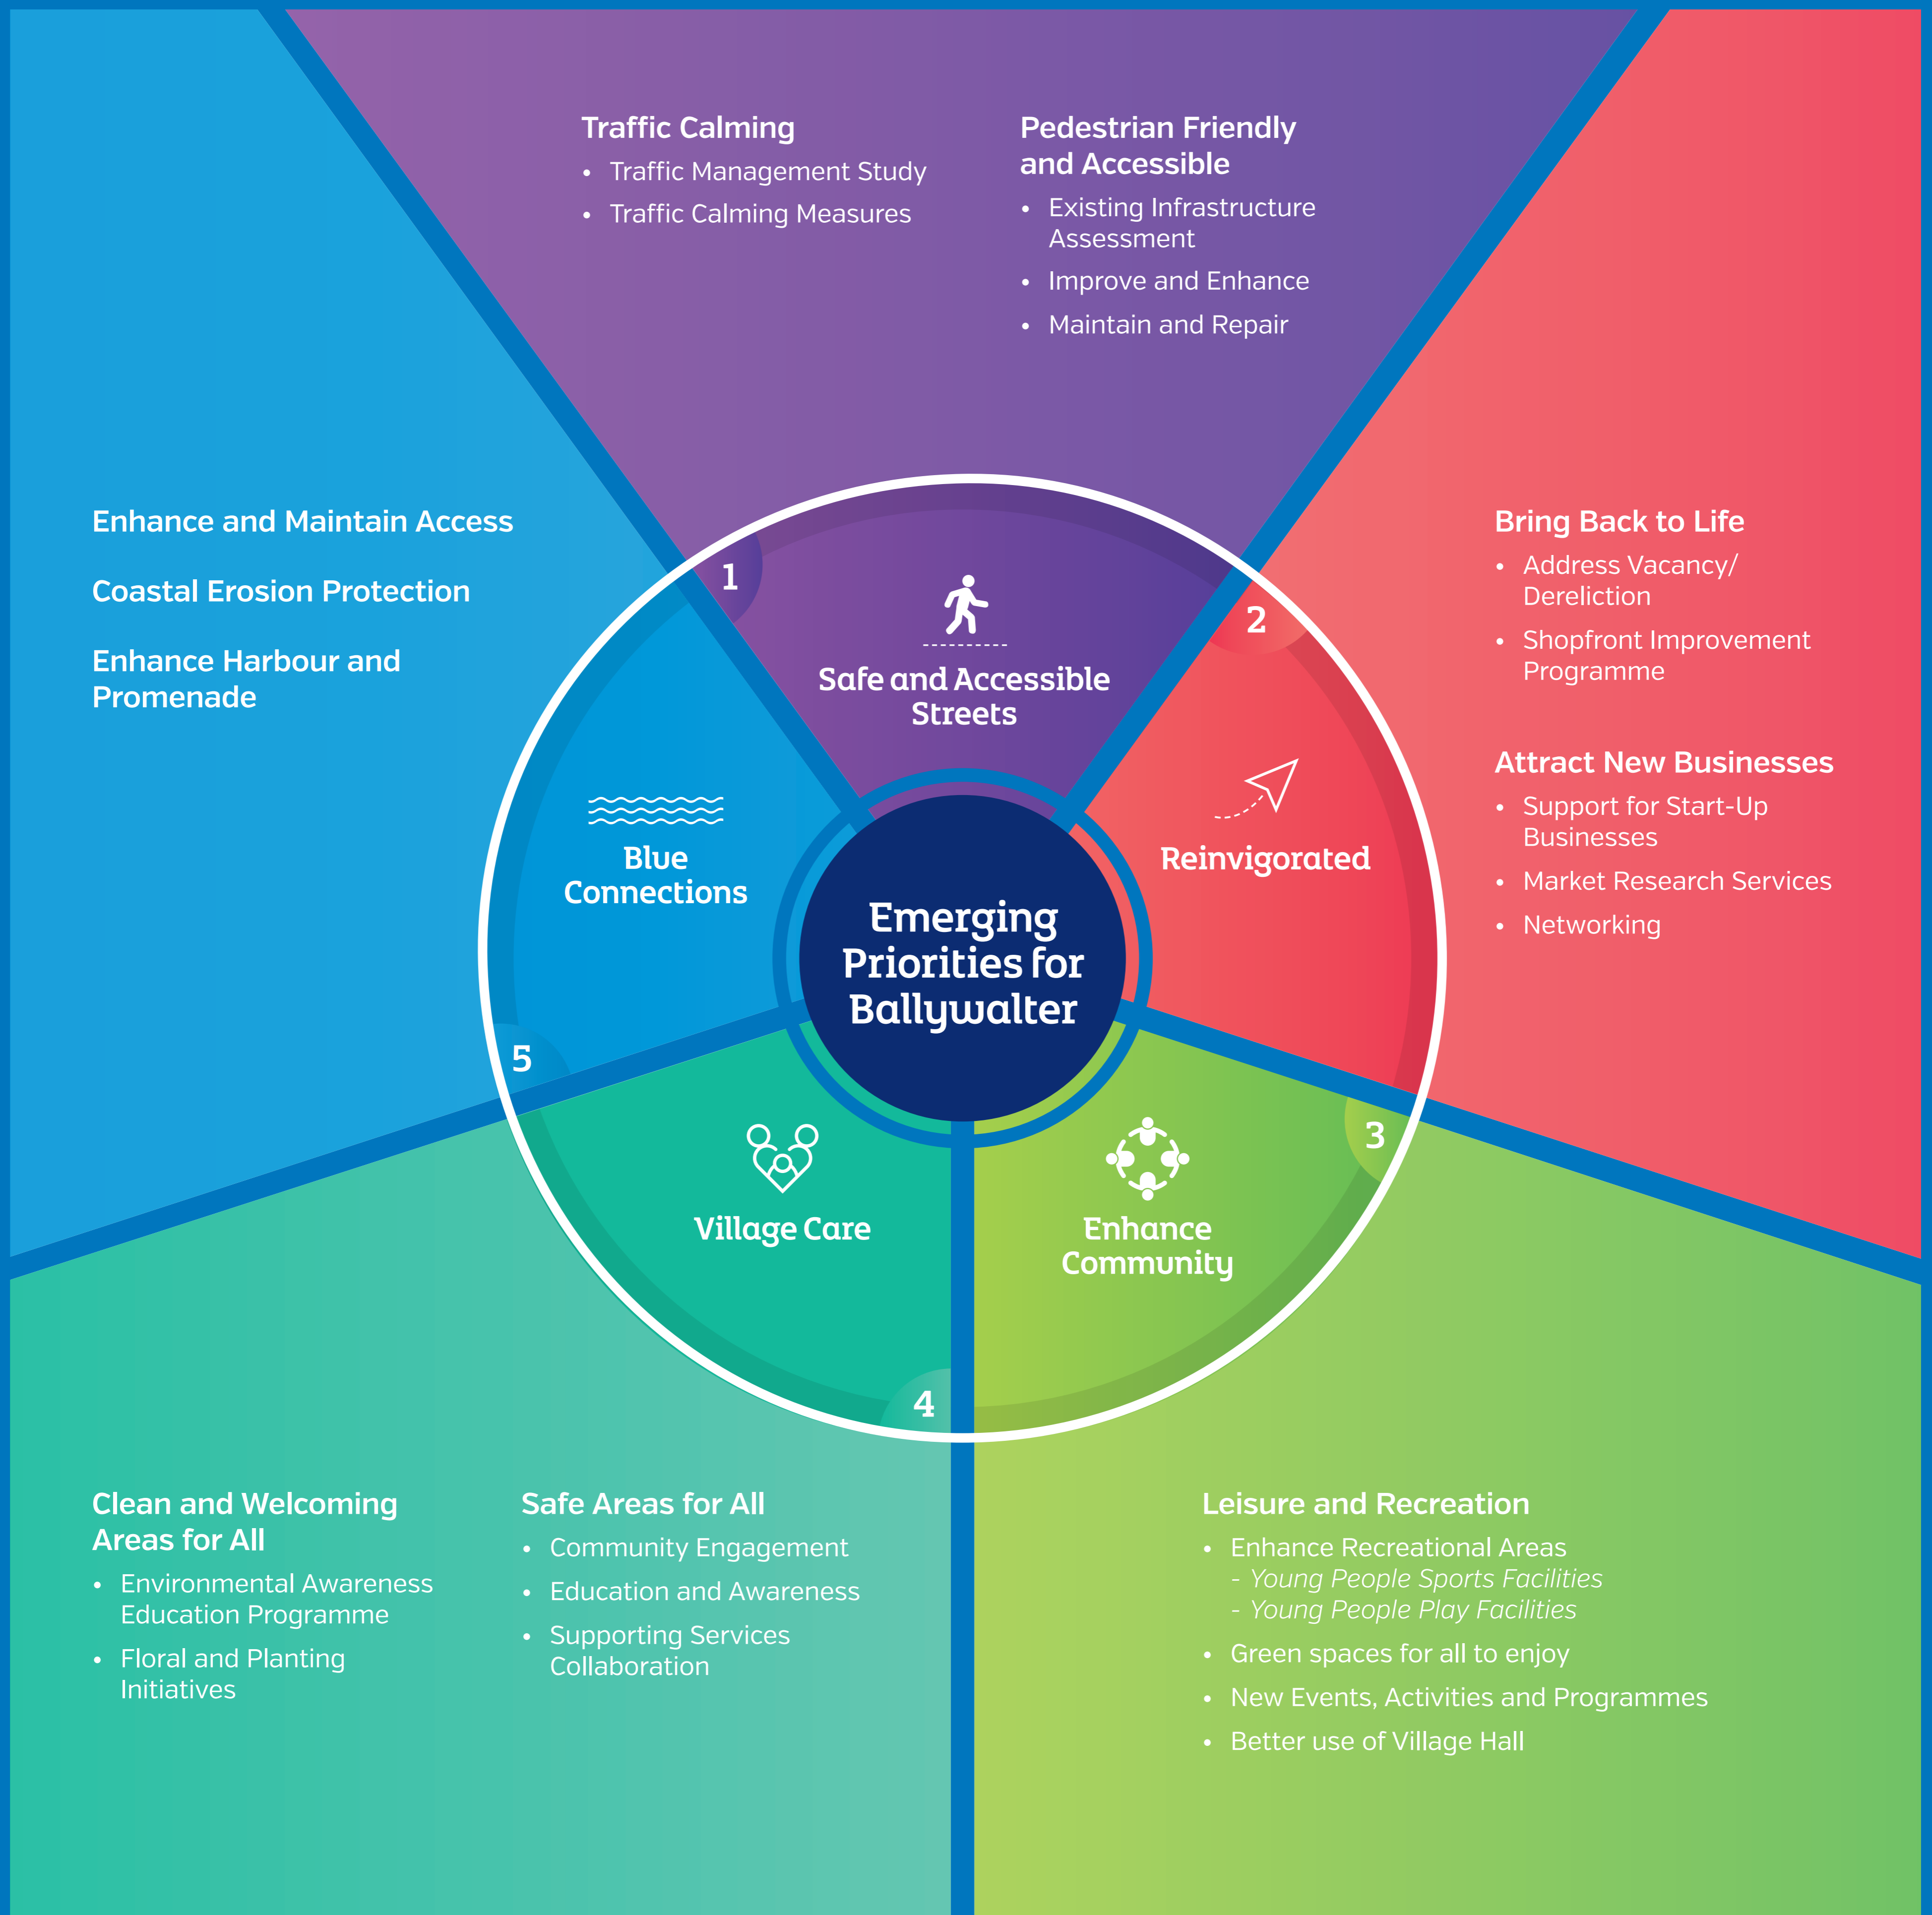 Emerging
Priorities for
Ballywalter
1
Safe and Accessible
Streets
Traffic Calming
• Traffic Management Study
• Traffic Calming Measures
Pedestrian Friendly
and Accessible
• Existing Infrastructure
Assessment
• Improve and Enhance
• Maintain and Repair
2
Reinvigorated
Bring Back to Life
• Address Vacancy/
Dereliction
• Shopfront Improvement
Programme
Attract New Businesses
• Support for Start-Up
Businesses
• Market Research Services
• Networking
3
Enhance
Community
Leisure and Recreation
• Enhance Recreational Areas
- Young People Sports Facilities
- Young People Play Facilities
• Green spaces for all to enjoy
• New Events, Activities and Programmes
• Better use of Village Hall
4
Village Care
Clean and Welcoming
Areas for All
• Environmental Awareness
Education Programme
• Floral and Planting
Initiatives
Safe Areas for All
• Community Engagement
• Education and Awareness
• Supporting Services
Collaboration
5
Blue
Connections
Enhance and Maintain Access
Coastal Erosion Protection
Enhance Harbour and
Promenade